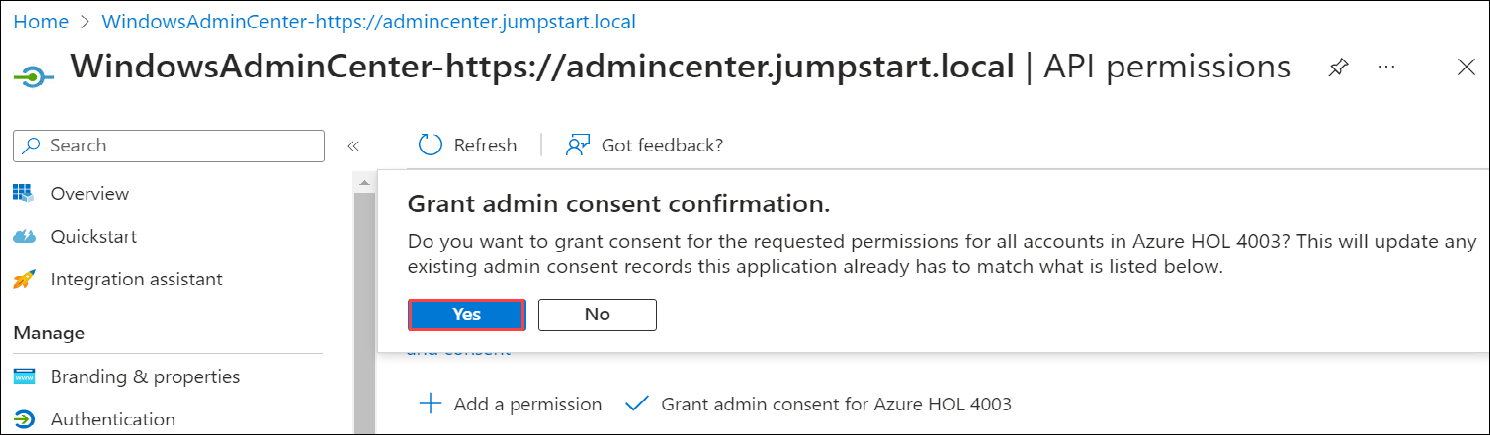 Home > WindowsAdminCenter-https://admincenter.jumpstart.local
WindowsAdminCenter-https://admincenter.jumpstart.local | API permissions
Search
Refresh
Got feedback?
Overview
Quickstart
Integration assistant
Manage
Branding & properties
Authentication
Grant admin consent confirmation.
Do you want to grant consent for the requested permissions for all accounts in Azure HOL 4003? This will update any
existing admin consent records this application already has to match what is listed below.
Yes
No
and consent
Add a permission
Grant admin consent for Azure HOL 4003